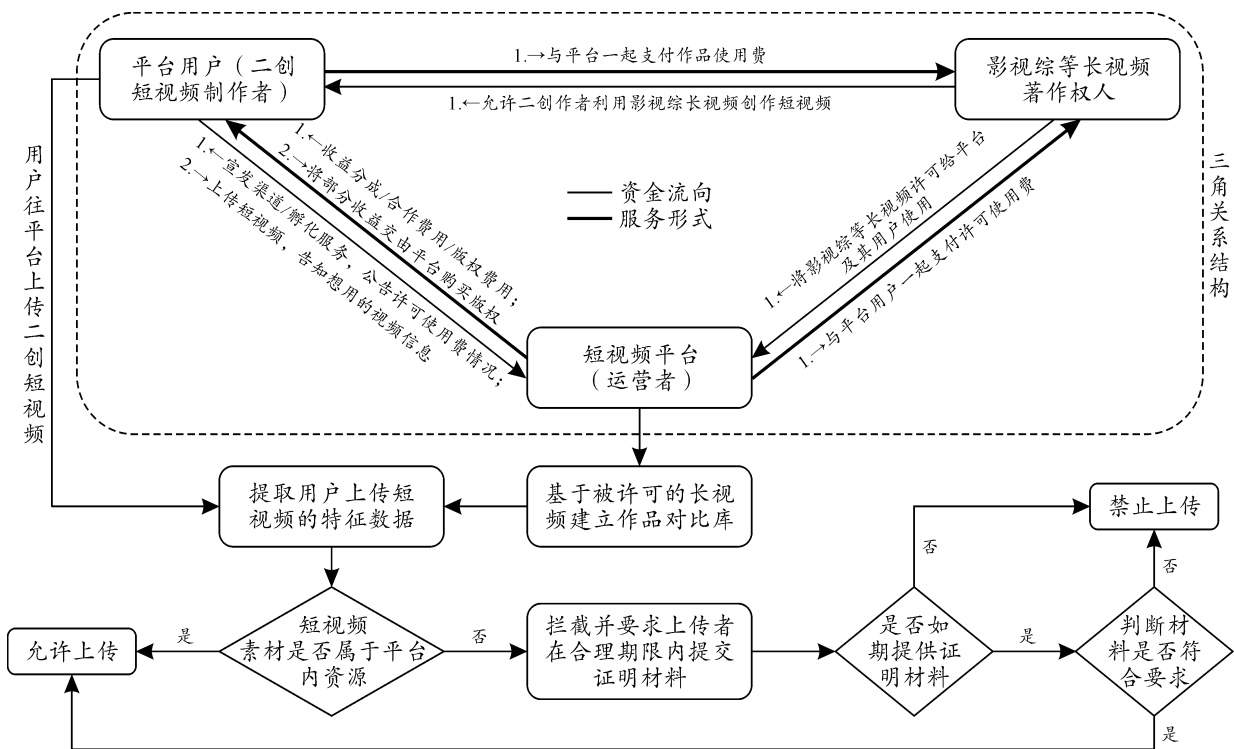 平台用户（二创
短视频制作者）
1.→与平台一起支付作品使用费
1.←允许二创作者利用影视综长视频创作短视频
影视综等长视频
著作权人
1.←收益分成/合作费用/版权费用；
2.→将部分收益交由平台购买版权
1.←宣发渠道/孵化服务，公告许可使用费情况；
2.→上传短视频，告知想用的视频信息
资金流向
服务形式
1.←将影视综等长视频许可给平台
及其用户使用
1.→与平台用户一起支付许可使用费
三角关系结构
用户往平台上传二创短视频
短视频平台
（运营者）
提取用户上传短
视频的特征数据
基于被许可的长视
频建立作品对比库
禁止上传
否
否
允许上传
是
短视频
素材是否属于平台
内资源
否
拦截并要求上传者
在合理期限内提交
证明材料
是否如
期提供证
明材料
是
判断材
料是否符
合要求
是